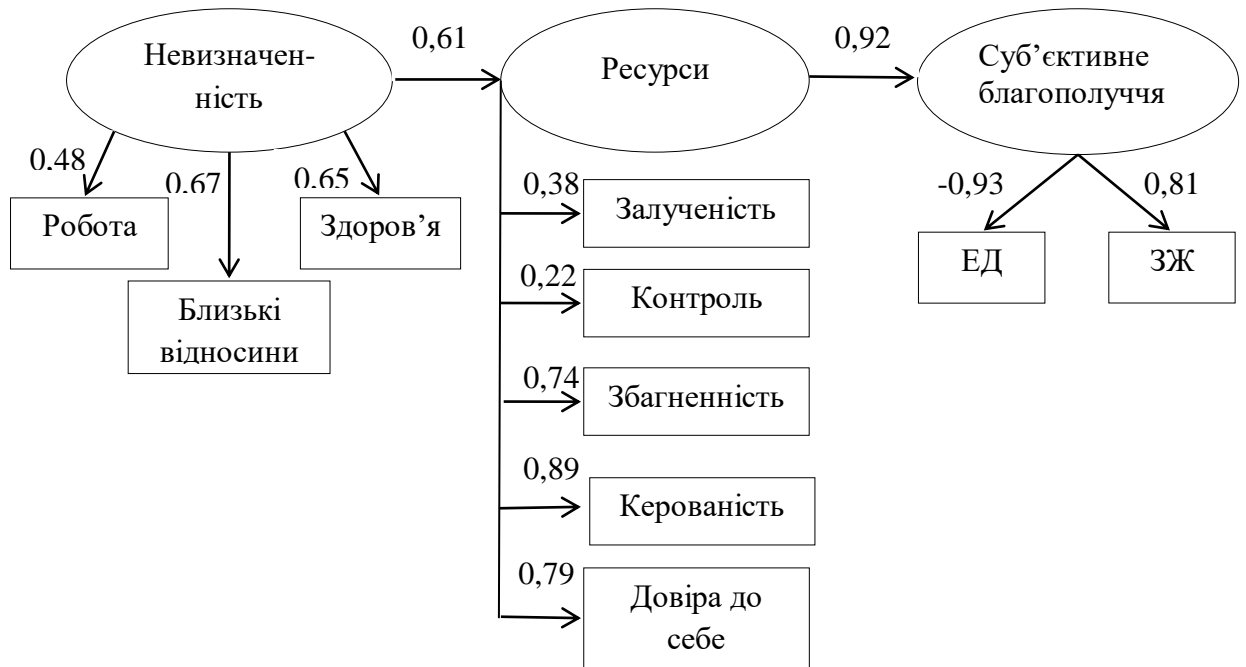 Невизначен-
ність
0,61
Ресурси
0,92
Суб’єктивне
благополуччя
0,48
0,67
0,65
Робота
Близькі
відносини
Здоров’я
0,38
Залученість
0,22
Контроль
0,74
Збагненність
0,89
Керованість
0,79
Довіра до
себе
-0,93
0,81
ЕД
ЗЖ